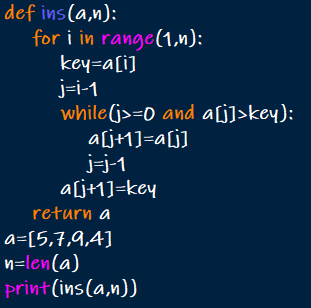 def ins(a,n):
    for i in range(1,n):
        key=a[i]
        j=i-1
        while(j>=0 and a[j]>key):
            a[j+1]=a[j]
            j=j-1
        a[j+1]=key
    return a
a=[5,7,9,4]
n=len(a)
print(ins(a,n))